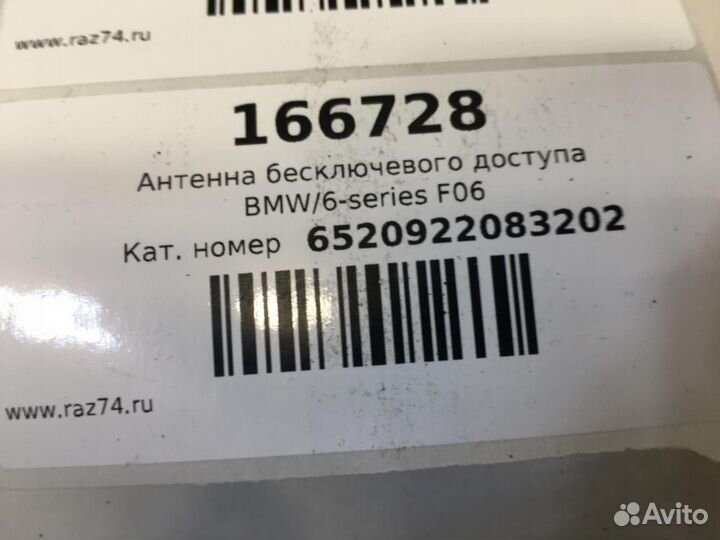 www.raz74.ru
166728
Антенна бесключевого доступа
BMW/6-series F06
Кат. номер 6520922083202
www.raz74.ru
Avito